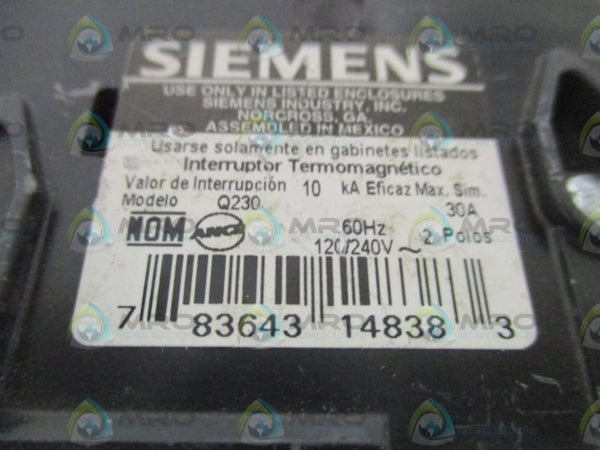 SIEMENS
USE ONLY IN LISTED ENCLOSURES
SIEMENS INDUSTRY, INC.
NORCROSS, GA.
ASSEMBLED IN MEXICO
Usarse solamente en gabinetes listados
Interruptor Termomagnético
Valor de Interrupción 10 kA Eficaz Max. Sim.
Modelo Q230 30A
NOM ANCE 60Hz
120/240V ~ 2 Polos
7 83643 14838 3
MRO